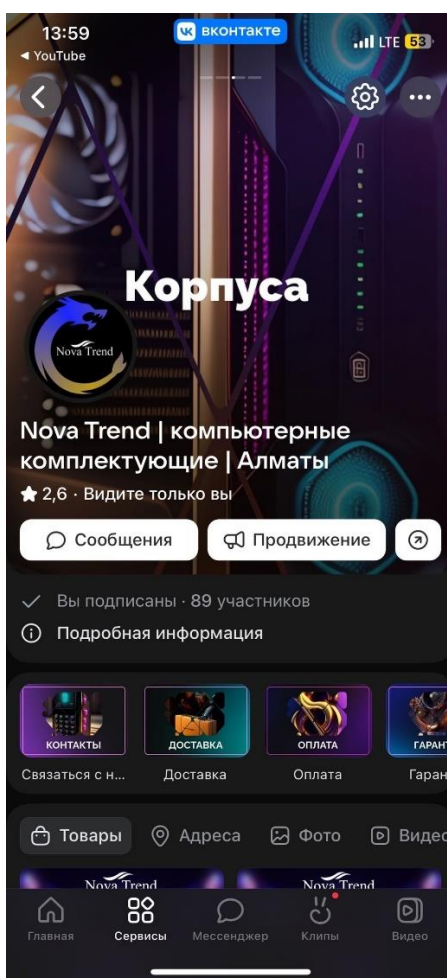 13:59
вконтакте
LTE 53
◄ YouTube
Корпуса
Nova Trend
Nova Trend | компьютерные
комплектующие | Алматы
2,6 · Видите только вы
Сообщения
Продвижение
Вы подписаны · 89 участников
Подробная информация
КОНТАКТЫ
ДОСТАВКА
ОПЛАТА
ГАРАНТ
Связаться с н...
Доставка
Оплата
Гаран
Товары
Адреса
Фото
Видео
Nova Trend
Nova Trend
Главная
Сервисы
Мессенджер
Клипы
Видео